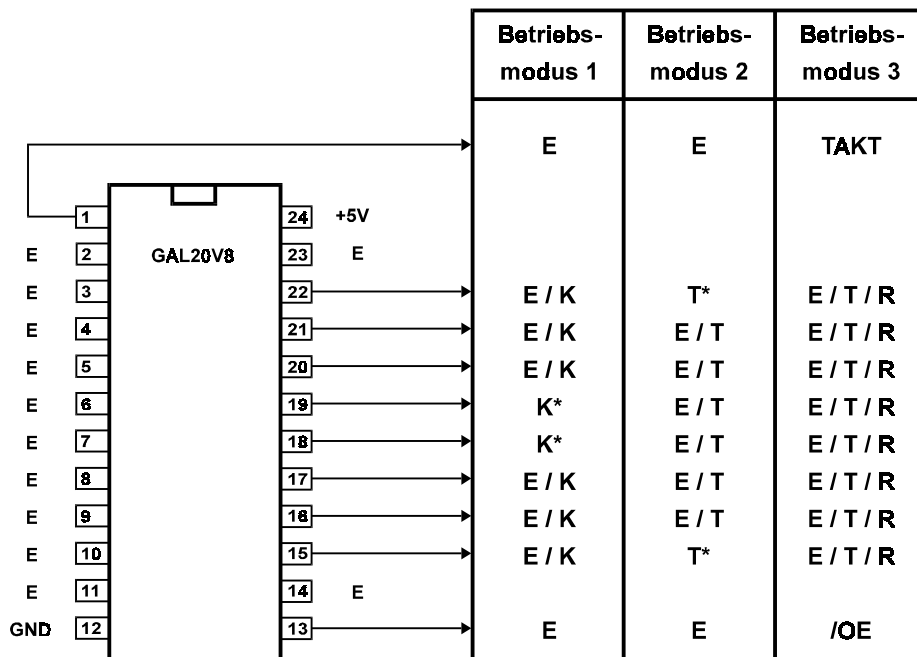 Betriebs- Betriebs- Betriebs-
modus 1 modus 2 modus 3
E E TAKT
1 24 +5V
E 2 GAL20V8 23 E
E 3 22 E / K T* E / T / R
E 4 21 E / K E / T E / T / R
E 5 20 E / K E / T E / T / R
E 6 19 K* E / T E / T / R
E 7 18 K* E / T E / T / R
E 8 17 E / K E / T E / T / R
E 9 16 E / K E / T E / T / R
E 10 15 E / K T* E / T / R
E 11 14 E
GND 12 13 E E /OE